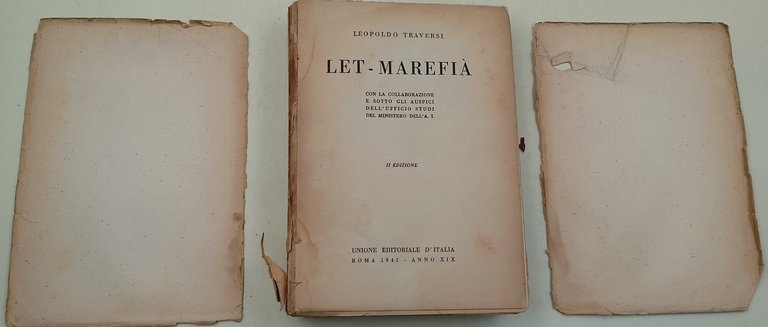 LEOPOLDO TRAVERSI
LET - MAREFIÀ
CON LA COLLABORAZIONE
E SOTTO GLI AUSPICI
DELL'UFFICIO STUDI
DEL MINISTERO DELL'A. I.
II EDIZIONE
UNIONE EDITORIALE D'ITALIA
ROMA 1941 - ANNO XIX